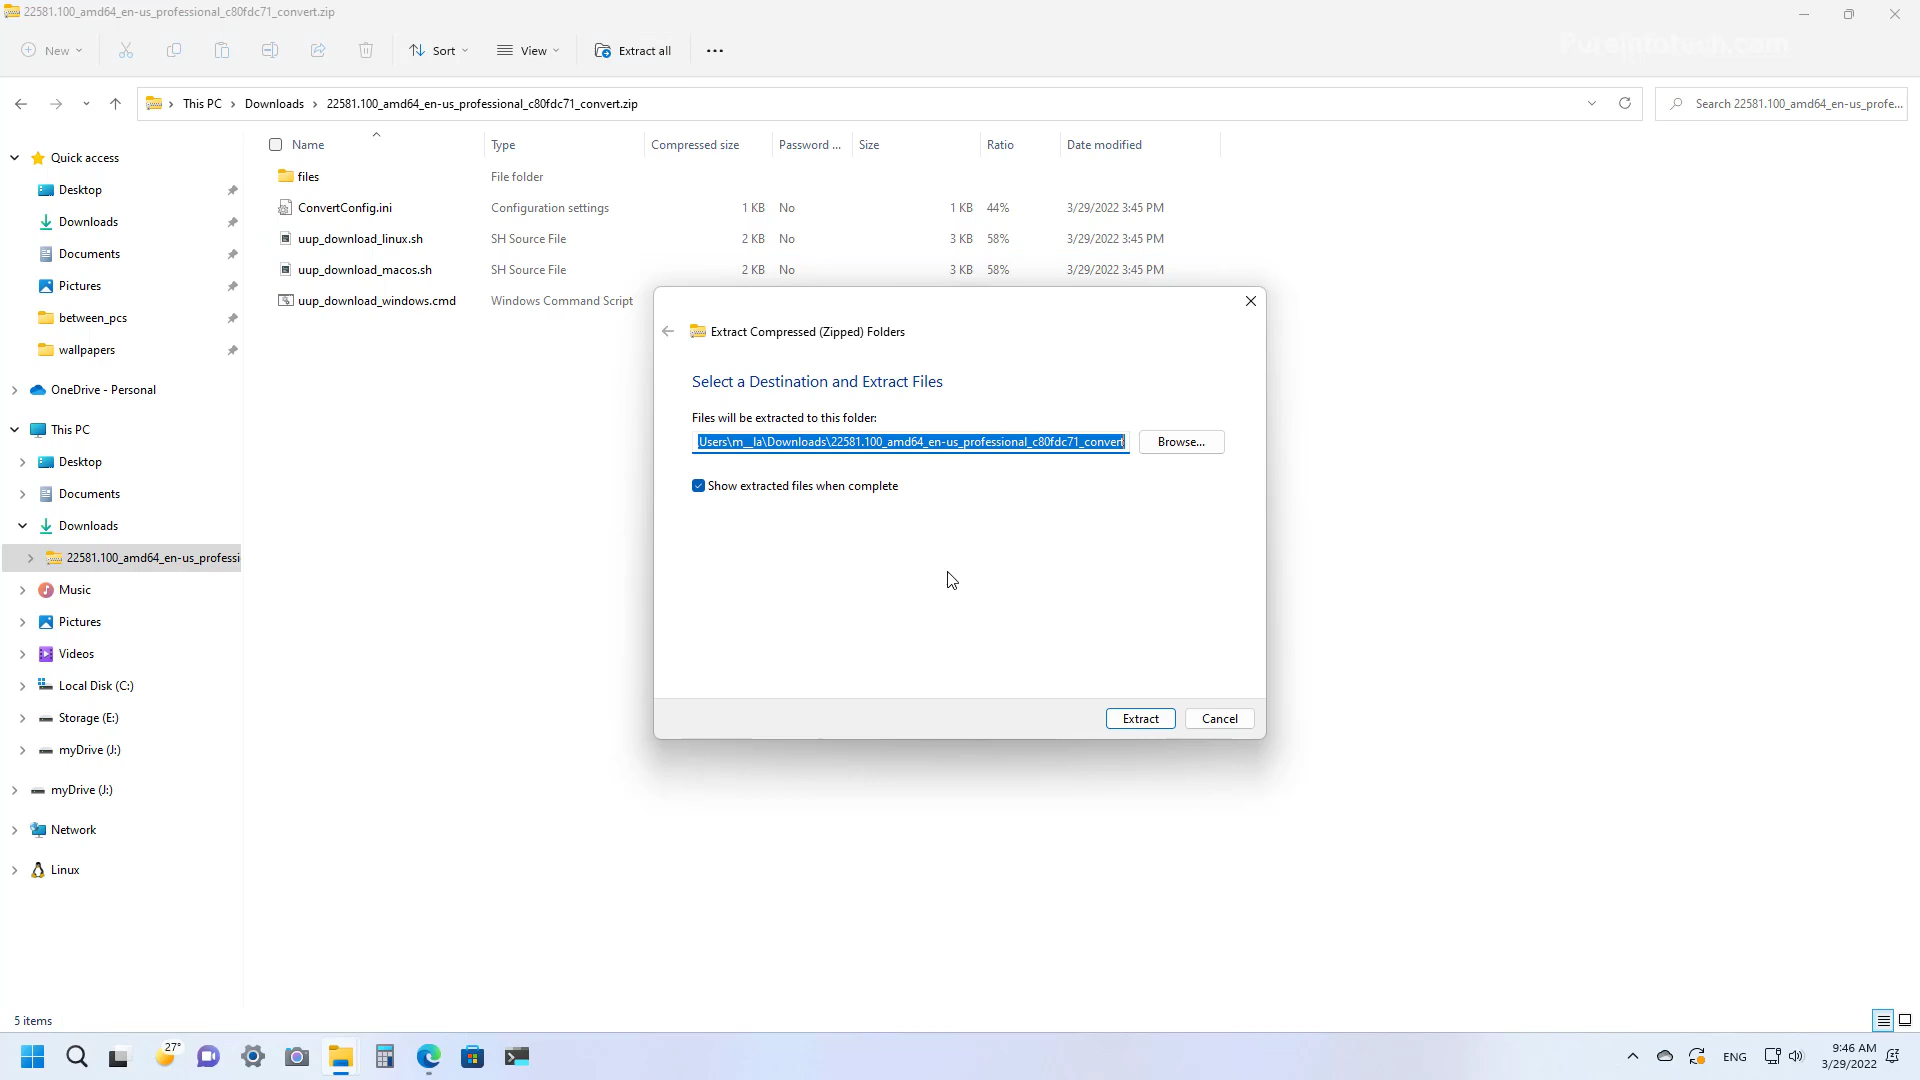 22581.100_amd64_en-us_professional_c80fdc71_convert.zip
New
Sort
View
Extract all
Pureinfotech.com
This PC
Downloads
22581.100_amd64_en-us_professional_c80fdc71_convert.zip
Search 22581.100_amd64_en-us_profe...
Name Type Compressed size Password ... Size Ratio Date modified
files File folder
ConvertConfig.ini Configuration settings 1 KB No 1 KB 44% 3/29/2022 3:45 PM
uup_download_linux.sh SH Source File 2 KB No 3 KB 58% 3/29/2022 3:45 PM
uup_download_macos.sh SH Source File 2 KB No 3 KB 58% 3/29/2022 3:45 PM
uup_download_windows.cmd Windows Command Script
Quick access
Desktop
Downloads
Documents
Pictures
between_pcs
wallpapers
OneDrive - Personal
This PC
Desktop
Documents
Downloads
22581.100_amd64_en-us_professi
Music
Pictures
Videos
Local Disk (C:)
Storage (E:)
myDrive (J:)
myDrive (J:)
Network
Linux
Extract Compressed (Zipped) Folders
Select a Destination and Extract Files
Files will be extracted to this folder:
Users\m__la\Downloads\22581.100_amd64_en-us_professional_c80fdc71_convert
Browse...
Show extracted files when complete
Extract
Cancel
5 items
27°
ENG
9:46 AM
3/29/2022